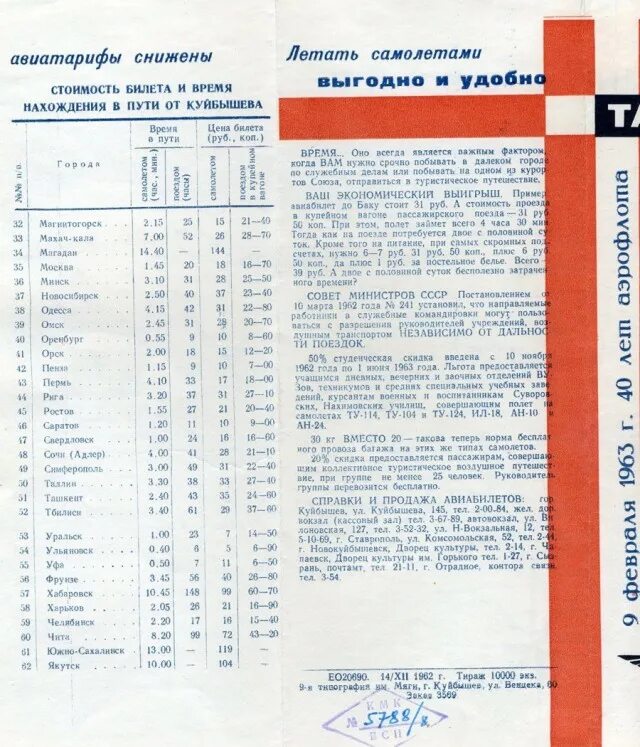 авиатарифы снижены
СТОИМОСТЬ БИЛЕТА И ВРЕМЯ
НАХОЖДЕНИЯ В ПУТИ ОТ КУЙБЫШЕВА
№№ п/п. Города Время в пути Цена билета (руб., коп.)
самолетом (час., мин.) поездом (часы) самолетом поездом в купейном вагоне
32 Магнитогорск 2.15 25 15 21—40
33 Махач-кала 7.00 52 26 28—70
34 Магадан 14.40 — 144 —
35 Москва 1.45 20 18 16—70
36 Минск 3.10 31 28 25—50
37 Новосибирск 2.50 40 37 23—40
38 Одесса 4.15 42 31 22—80
39 Омск 2.45 31 28 20—70
40 Оренбург 0.55 9 10 8—60
41 Орск 2.00 18 15 12—20
42 Пенза 1.15 9 10 7—00
43 Пермь 4.10 33 17 18—00
44 Рига 3.20 37 31 27—10
45 Ростов 1.55 27 21 20—40
46 Саратов 1.20 11 10 9—00
47 Свердловск 1.00 24 16 16—60
48 Сочи (Адлер) 4.00 41 28 21—10
49 Симферополь 3.00 49 31 22—40
50 Таллин 3.30 38 33 27—40
51 Ташкент 2.40 43 35 24—60
52 Тбилиси 3.40 61 29 37—60
53 Уральск 1.00 23 7 14—50
54 Ульяновск 0.40 6 5 6—90
55 Уфа 0.50 7 11 6—50
56 Фрунзе 3.45 56 40 26—80
57 Хабаровск 10.45 148 99 60—70
58 Харьков 2.05 26 21 16—90
59 Челябинск 2.20 17 16 15—40
60 Чита 8.20 99 72 43—20
61 Южно-Сахалинск 13.00 — 119 —
62 Якутск 10.00 — 104 —
Летать самолетами
ВЫГОДНО И УДОБНО
ВРЕМЯ... Оно всегда является важным фактором,
когда ВАМ нужно срочно побывать в далеком городе
по служебным делам или побывать на одном из курор
тов Союза, отправиться в туристическое путешествие.
ВАШ ЭКОНОМИЧЕСКИЙ ВЫИГРЫШ. Пример:
авиабилет до Баку стоит 31 руб. А стоимость проезда
в купейном вагоне пассажирского поезда — 31 руб
50 коп. При этом, полет займет всего 4 часа 30 мин.
Тогда как на поезде потребуется двое с половиной су
ток. Кроме того на питание, при самых скромных под
счетах, нужно 6—7 руб. 31 руб. 50 коп., плюс 6 руб
50 коп, да плюс 1 руб. за постельное белье. Всего —
39 руб. А двое с половиной суток бесполезно затрачен
ного времени?
СОВЕТ МИНИСТРОВ СССР Постановлением от
10 марта 1962 года № 241 установил, что направляемые
работники в служебные командировки могут пользо
ваться с разрешения руководителей учреждений, воз
душным транспортом НЕЗАВИСИМО ОТ ДАЛЬНОС
ТИ ПОЕЗДОК.
50% студенческая скидка введена с 10 ноября
1962 года по 1 июня 1963 года. Льгота предоставляется
учащимся дневных, вечерних и заочных отделений ВУ
Зов, техникумов и средних специальных учебных заве
дений, курсантам военных и воспитанникам Суворов
ских, Нахимовских училищ, совершающим полет на
самолетах ТУ-114, ТУ-104 и ТУ-124, ИЛ-18, АН-10 и
АН-24.
30 кг ВМЕСТО 20 — такова теперь норма бесплат
ного провоза багажа на этих же типах самолетов.
20% скидка предоставляется пассажирам, совершаю
щим коллективное туристическое воздушное путешест
вие, при группе не менее 25 человек. Руководитель
группы перевозится бесплатно.
СПРАВКИ И ПРОДАЖА АВИАБИЛЕТОВ: гор
Куйбышев, ул. Куйбышева, 145, тел. 2-00-84, жел. дор.
вокзал (кассовый зал) тел. 3-67-89, автовокзал, ул. Ви
лоновская, 127, тел. 3-52-32, ул. Н-Вокзальная, 12, тел
5-10-69, г. Ставрополь, ул. Комсомольская, 52, тел. 2-44
г. Новокуйбышевск, Дворец культуры, тел. 2-14, г. Ча
паевск, Дворец культуры им. Горького тел. 1-27, г. Сыз
рань, почтамт, тел 21-11, г. Отрадное, контора связи,
тел. 3-54.
ЕО20690. 14/XII 1962 г. Тираж 10000 экз.
9-я типография им. Мяги, г. Куйбышев, ул. Венцека, 60
Заказ 3569
КМК
№ 5788/8
ВСП
ТА
9 февраля 1963 г. 40 лет аэрофлота